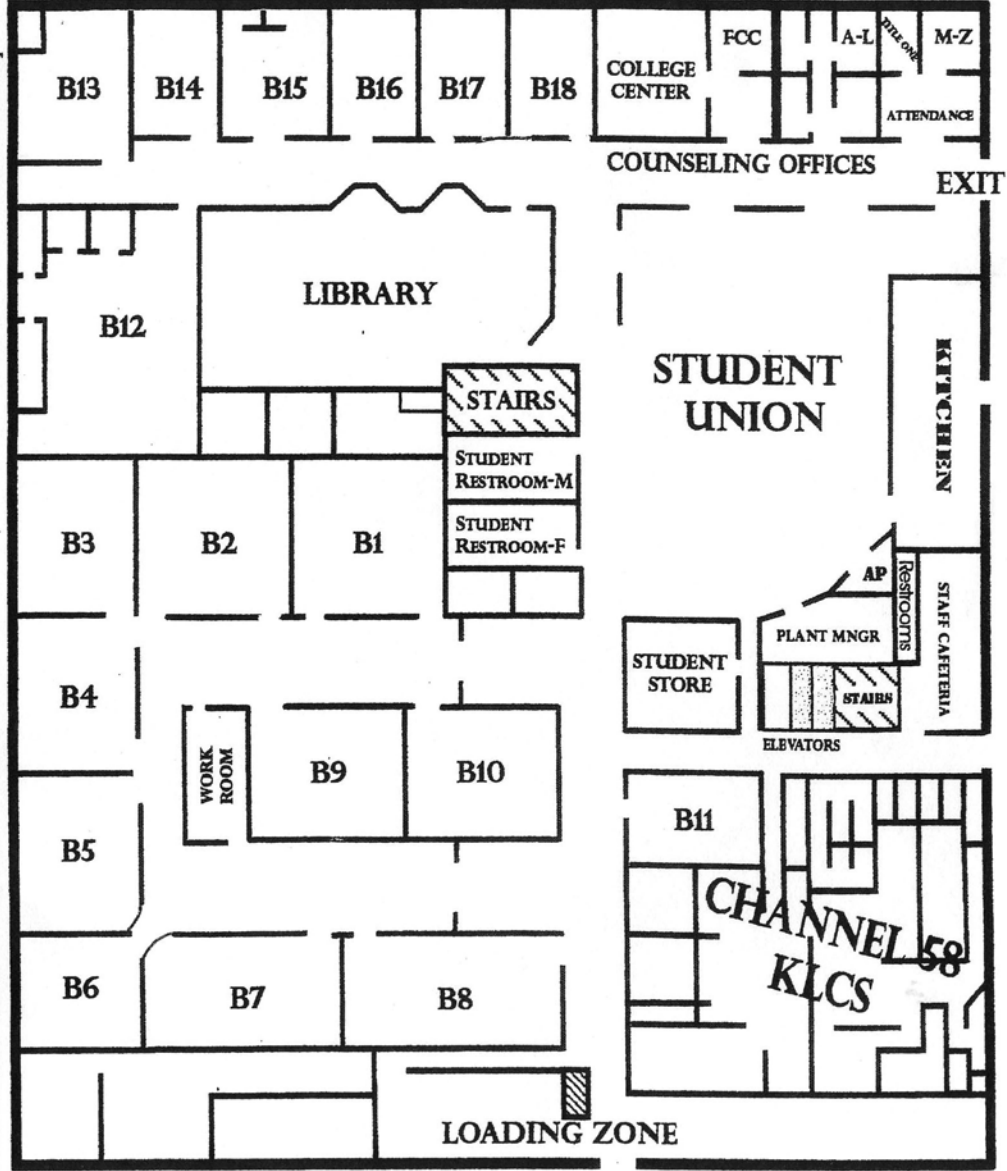 B13
B14
B15
B16
B17
B18
COLLEGE
CENTER
FCC
A-L
TITLE ONE
M-Z
ATTENDANCE
COUNSELING OFFICES
EXIT
LIBRARY
B12
STUDENT
UNION
KITCHEN
STAIRS
STUDENT
RESTROOM-M
STUDENT
RESTROOM-F
B3
B2
B1
AP
Restrooms
STAFF CAFETERIA
PLANT MNGR
STUDENT
STORE
STAIRS
ELEVATORS
B4
WORK
ROOM
B9
B10
B11
B5
CHANNEL 58
KLCS
B6
B7
B8
LOADING ZONE